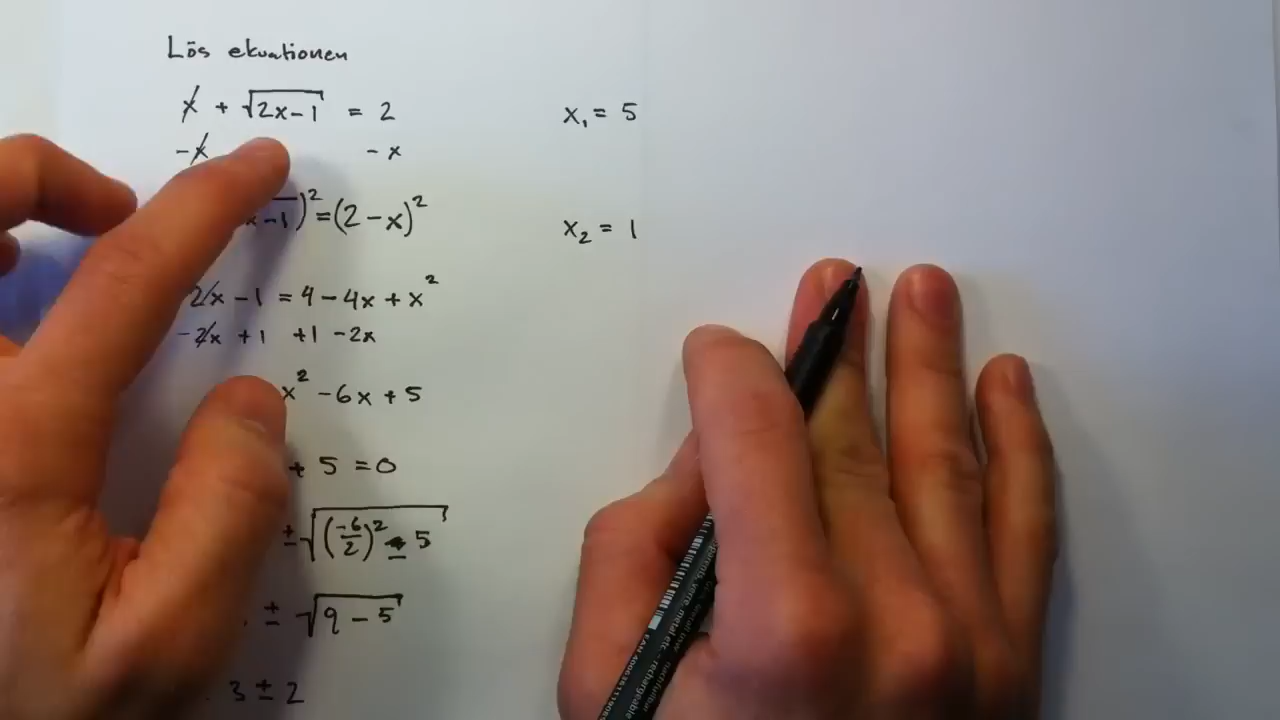 Lös ekvationen
x + √2x-1 = 2
-x - x
x-1)² = (2-x)²
2x - 1 = 4 - 4x + x²
-2x + 1 +1 - 2x
x² - 6x + 5
+ 5 = 0
± √(-6/2)² - 5
± √9 - 5
3 ± 2
x₁ = 5
x₂ = 1